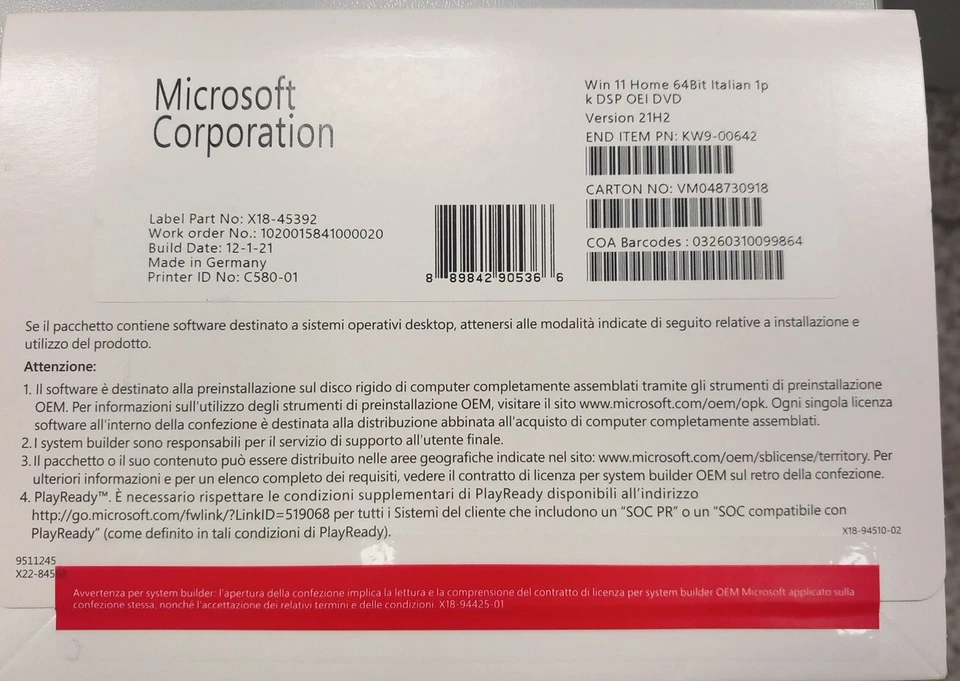 Microsoft
Corporation
Label Part No: X18-45392
Work order No.: 1020015841000020
Build Date: 12-1-21
Made in Germany
Printer ID No: C580-01
8 89842 90536 6
Win 11 Home 64Bit Italian 1p
k DSP OEI DVD
Version 21H2
END ITEM PN: KW9-00642
CARTON NO: VM048730918
COA Barcodes : 03260310099864
Se il pacchetto contiene software destinato a sistemi operativi desktop, attenersi alle modalità indicate di seguito relative a installazione e
utilizzo del prodotto.
Attenzione:
1. Il software è destinato alla preinstallazione sul disco rigido di computer completamente assemblati tramite gli strumenti di preinstallazione
OEM. Per informazioni sull'utilizzo degli strumenti di preinstallazione OEM, visitare il sito www.microsoft.com/oem/opk. Ogni singola licenza
software all'interno della confezione è destinata alla distribuzione abbinata all'acquisto di computer completamente assemblati.
2. I system builder sono responsabili per il servizio di supporto all'utente finale.
3. Il pacchetto o il suo contenuto può essere distribuito nelle aree geografiche indicate nel sito: www.microsoft.com/oem/sblicense/territory. Per
ulteriori informazioni e per un elenco completo dei requisiti, vedere il contratto di licenza per system builder OEM sul retro della confezione.
4. PlayReady™. È necessario rispettare le condizioni supplementari di PlayReady disponibili all'indirizzo
http://go.microsoft.com/fwlink/?LinkID=519068 per tutti i Sistemi del cliente che includono un "SOC PR" o un "SOC compatibile con
PlayReady" (come definito in tali condizioni di PlayReady).
X18-94510-02
9511245
Avvertenza per system builder: l'apertura della confezione implica la lettura e la comprensione del contratto di licenza per system builder OEM Microsoft applicato sulla
confezione stessa, nonché l'accettazione dei relativi termini e delle condizioni. X18-94425-01